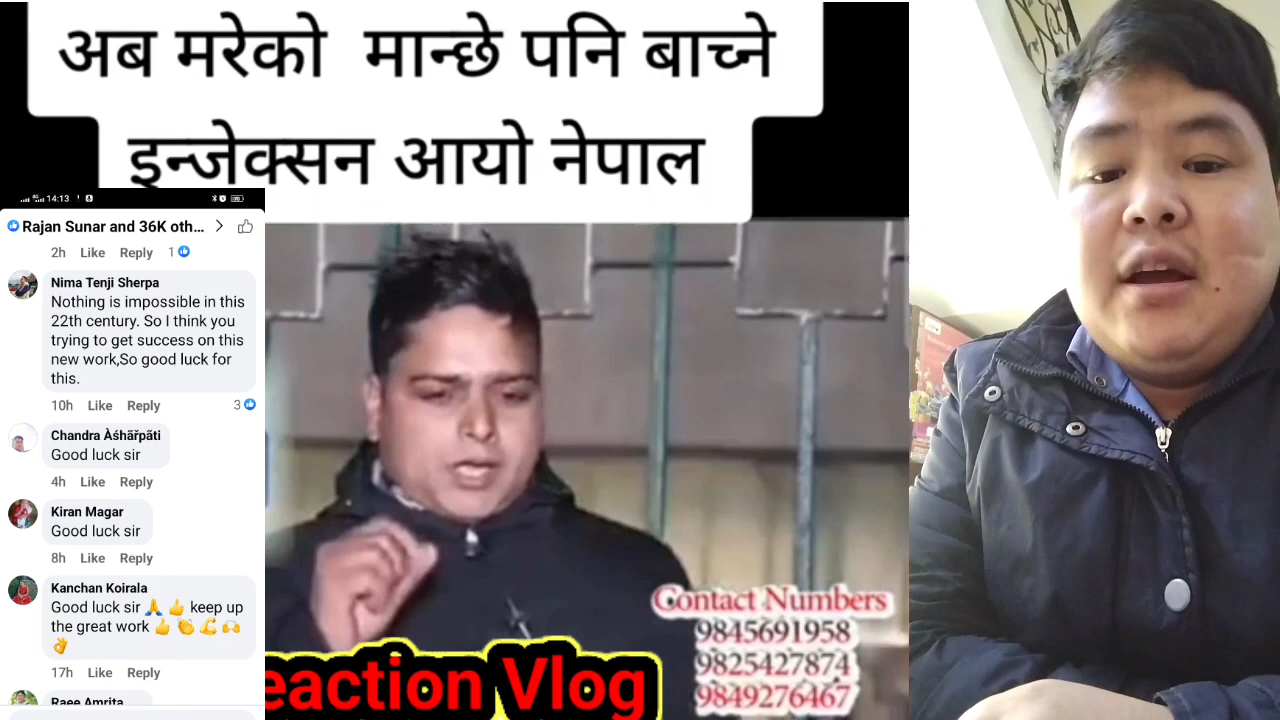 अब मरेको मान्छे पनि बाच्ने
इन्जेक्सन आयो नेपाल
14:13
Rajan Sunar and 36K oth...
2h Like Reply 1
Nima Tenji Sherpa
Nothing is impossible in this
22th century. So I think you
trying to get success on this
new work,So good luck for
this.
10h Like Reply 3
Chandra Àśhãřpãti
Good luck sir
4h Like Reply
Kiran Magar
Good luck sir
8h Like Reply
Kanchan Koirala
Good luck sir 🙏 👍 keep up
the great work 👍 👏 💪 🙌
👌
17h Like Reply
Raee Amrita
eaction Vlog
Contact Numbers
9845691958
9825427874
9849276467